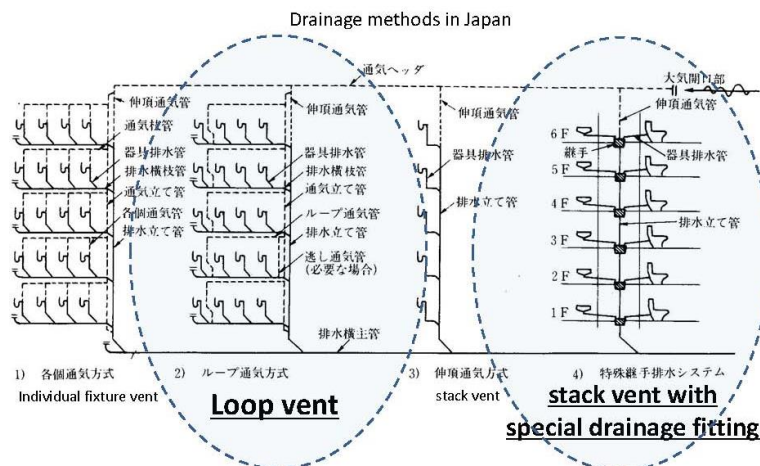 Drainage methods in Japan
通気ヘッダ
大気開口部
伸頂通気管
通気枝管
器具排水管
排水横枝管
通気立て管
各個通気管
排水立て管
伸頂通気管
器具排水管
排水横枝管
通気立て管
ループ通気管
排水立て管
逃し通気管
(必要な場合)
伸頂通気管
器具排水管
排水立て管
伸頂通気管
6F
継手
器具排水管
5F
4F
排水立て管
3F
2F
1F
排水横主管
1) 各個通気方式
Individual fixture vent
2) ループ通気方式
Loop vent
3) 伸頂通気方式
stack vent
4) 特殊継手排水システム
stack vent with
special drainage fitting